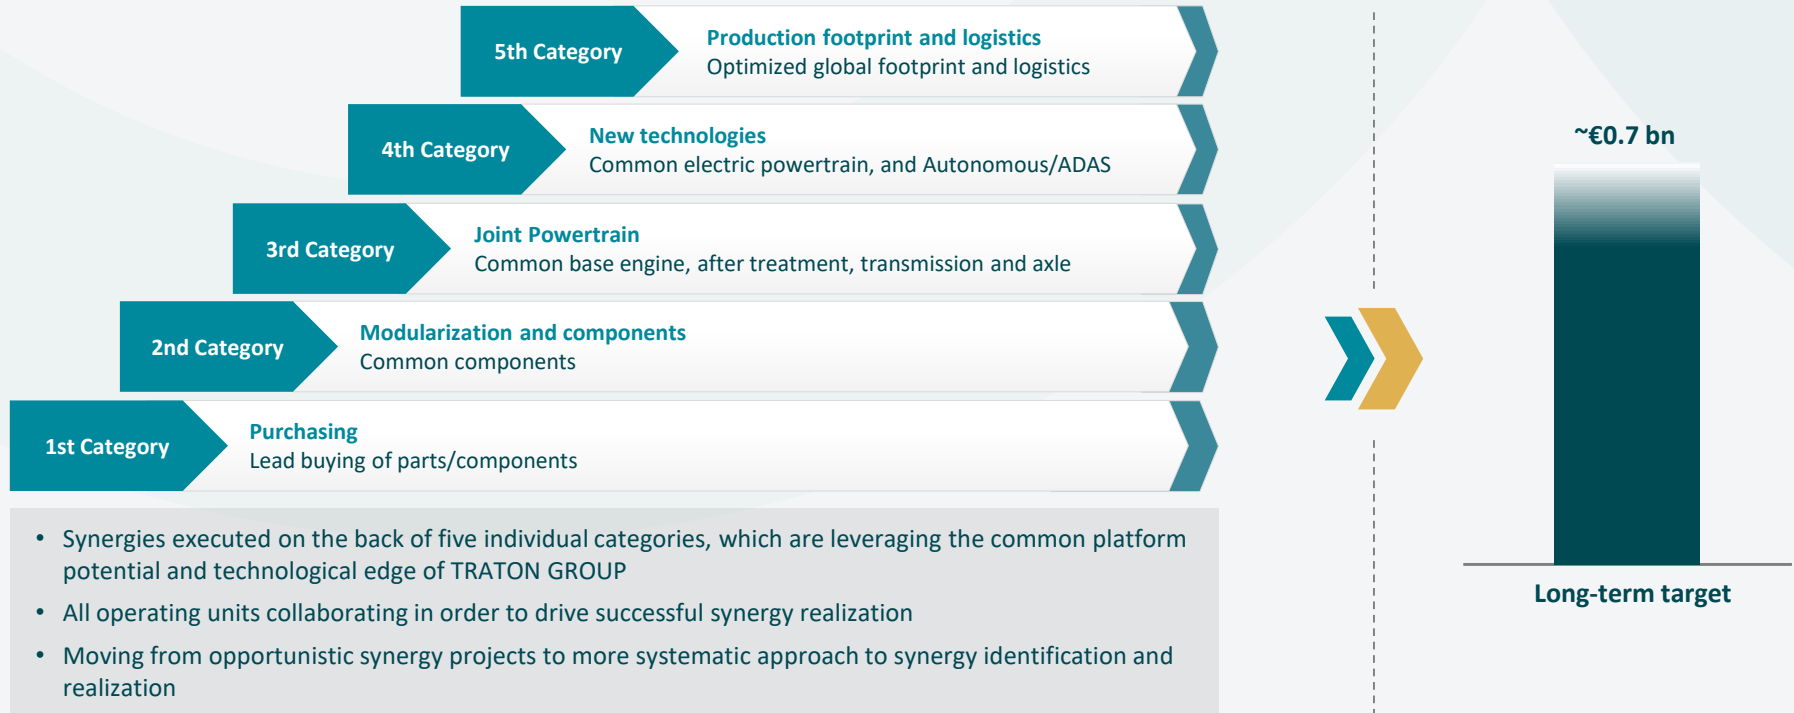 5th Category
Production footprint and logistics
Optimized global footprint and logistics
4th Category
New technologies
Common electric powertrain, and Autonomous/ADAS
3rd Category
Joint Powertrain
Common base engine, after treatment, transmission and axle
2nd Category
Modularization and components
Common components
1st Category
Purchasing
Lead buying of parts/components
• Synergies executed on the back of five individual categories, which are leveraging the common platform
potential and technological edge of TRATON GROUP
• All operating units collaborating in order to drive successful synergy realization
• Moving from opportunistic synergy projects to more systematic approach to synergy identification and
realization
~€0.7 bn
Long-term target